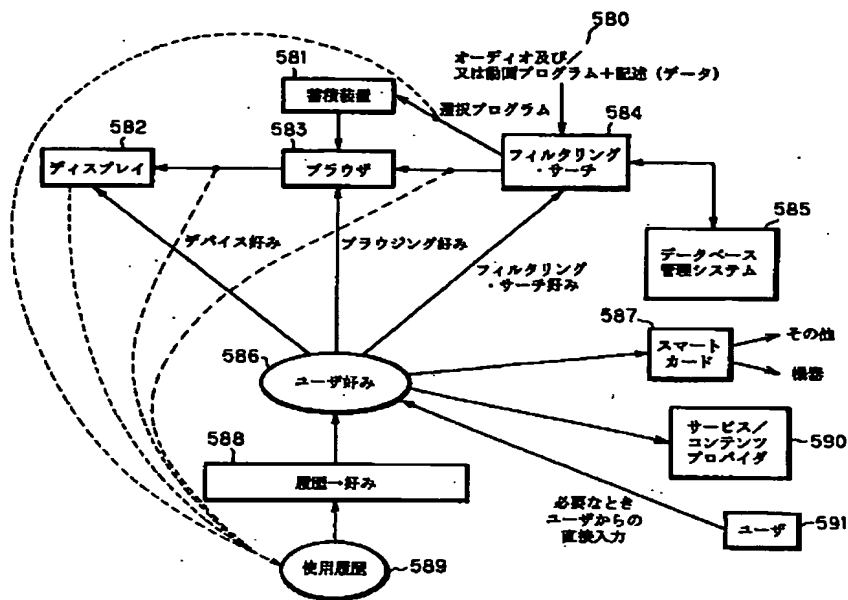 580
オーディオ及び/
又は動画プログラム+記述(データ)
581
蓄積装置
選択プログラム
584
582
583
ディスプレイ
ブラウザ
フィルタリング
・サーチ
585
データベース
管理システム
デバイス好み
ブラウジング好み
フィルタリング
・サーチ好み
587
スマート
カード
その他
機器
586
ユーザ好み
サービス/
コンテンツ
プロバイダ
590
588
履歴→好み
必要なとき
ユーザからの
直接入力
ユーザ
591
使用履歴
589